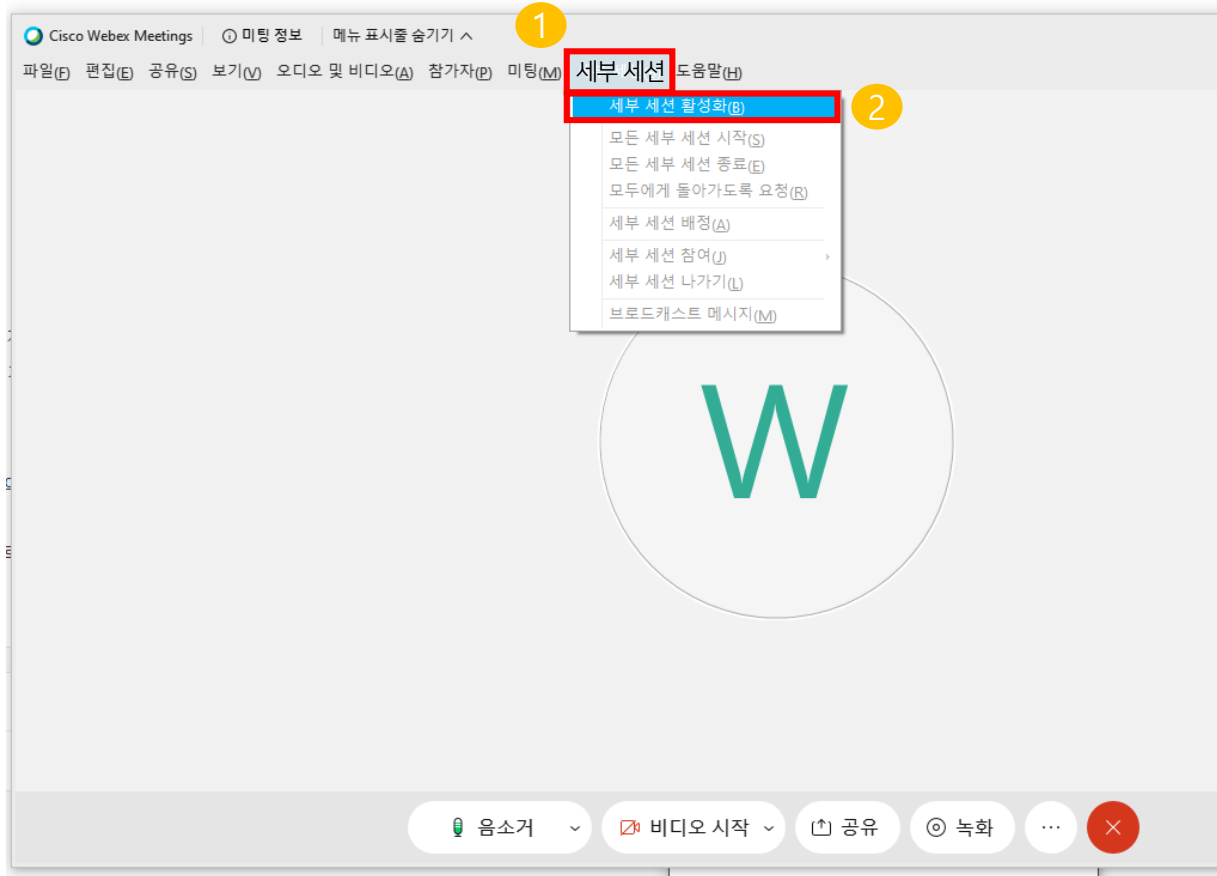 1
Cisco Webex Meetings 미팅 정보 메뉴 표시줄 숨기기
파일(F) 편집(E) 공유(S) 보기(V) 오디오 및 비디오(A) 참가자(P) 미팅(M) 세부 세션 도움말(H)
세부 세션 활성화(B) 2
모든 세부 세션 시작(S)
모든 세부 세션 종료(E)
모두에게 돌아가도록 요청(R)
세부 세션 배정(A)
세부 세션 참여(J)
세부 세션 나가기(L)
브로드캐스트 메시지(M)
W
음소거 비디오 시작 공유 녹화 ...